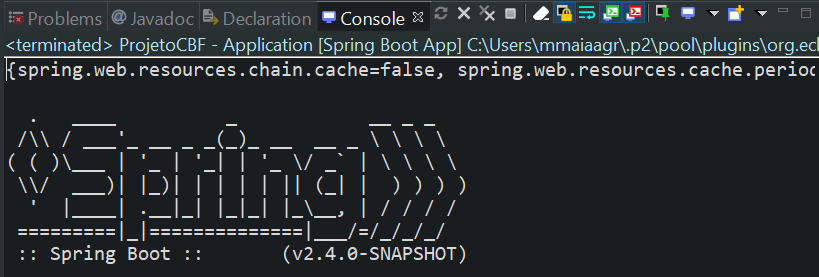 Problems @ Javadoc Declaration Console
<terminated> ProjetoCBF - Application [Spring Boot App] C:\Users\mmaiaagr\.p2\pool\plugins\org.ecl
{spring.web.resources.chain.cache=false, spring.web.resources.cache.period
  .   ____          _            __ _ _
 /\\ / ___'_ __ _ _(_)_ __  __ _ \ \ \ \
( ( )\___ | '_ | '_| | '_ \/ _` | \ \ \ \
 \\/  ___)| |_)| | | | | || (_| |  ) ) ) )
  '  |____| .__|_| |_|_| |_\__, | / / / /
 =========|_|==============|___/=/_/_/_/
 :: Spring Boot ::        (v2.4.0-SNAPSHOT)